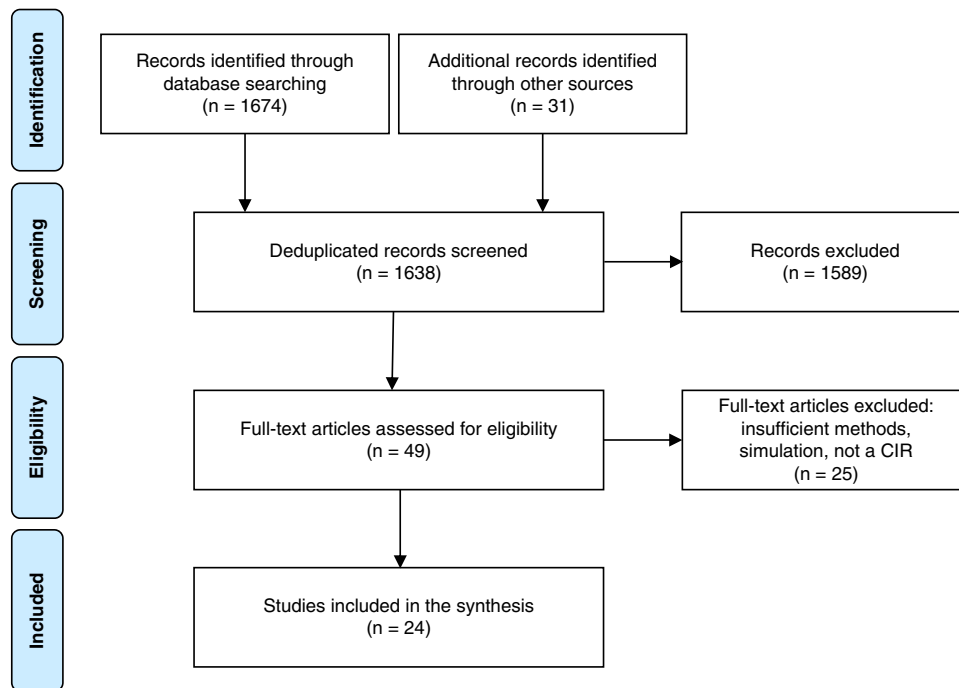 Identification
Records identified through
database searching
(n = 1674)
Additional records identified
through other sources
(n = 31)
Screening
Deduplicated records screened
(n = 1638)
Records excluded
(n = 1589)
Eligibility
Full-text articles assessed for eligibility
(n = 49)
Full-text articles excluded:
insufficient methods,
simulation, not a CIR
(n = 25)
Included
Studies included in the synthesis
(n = 24)